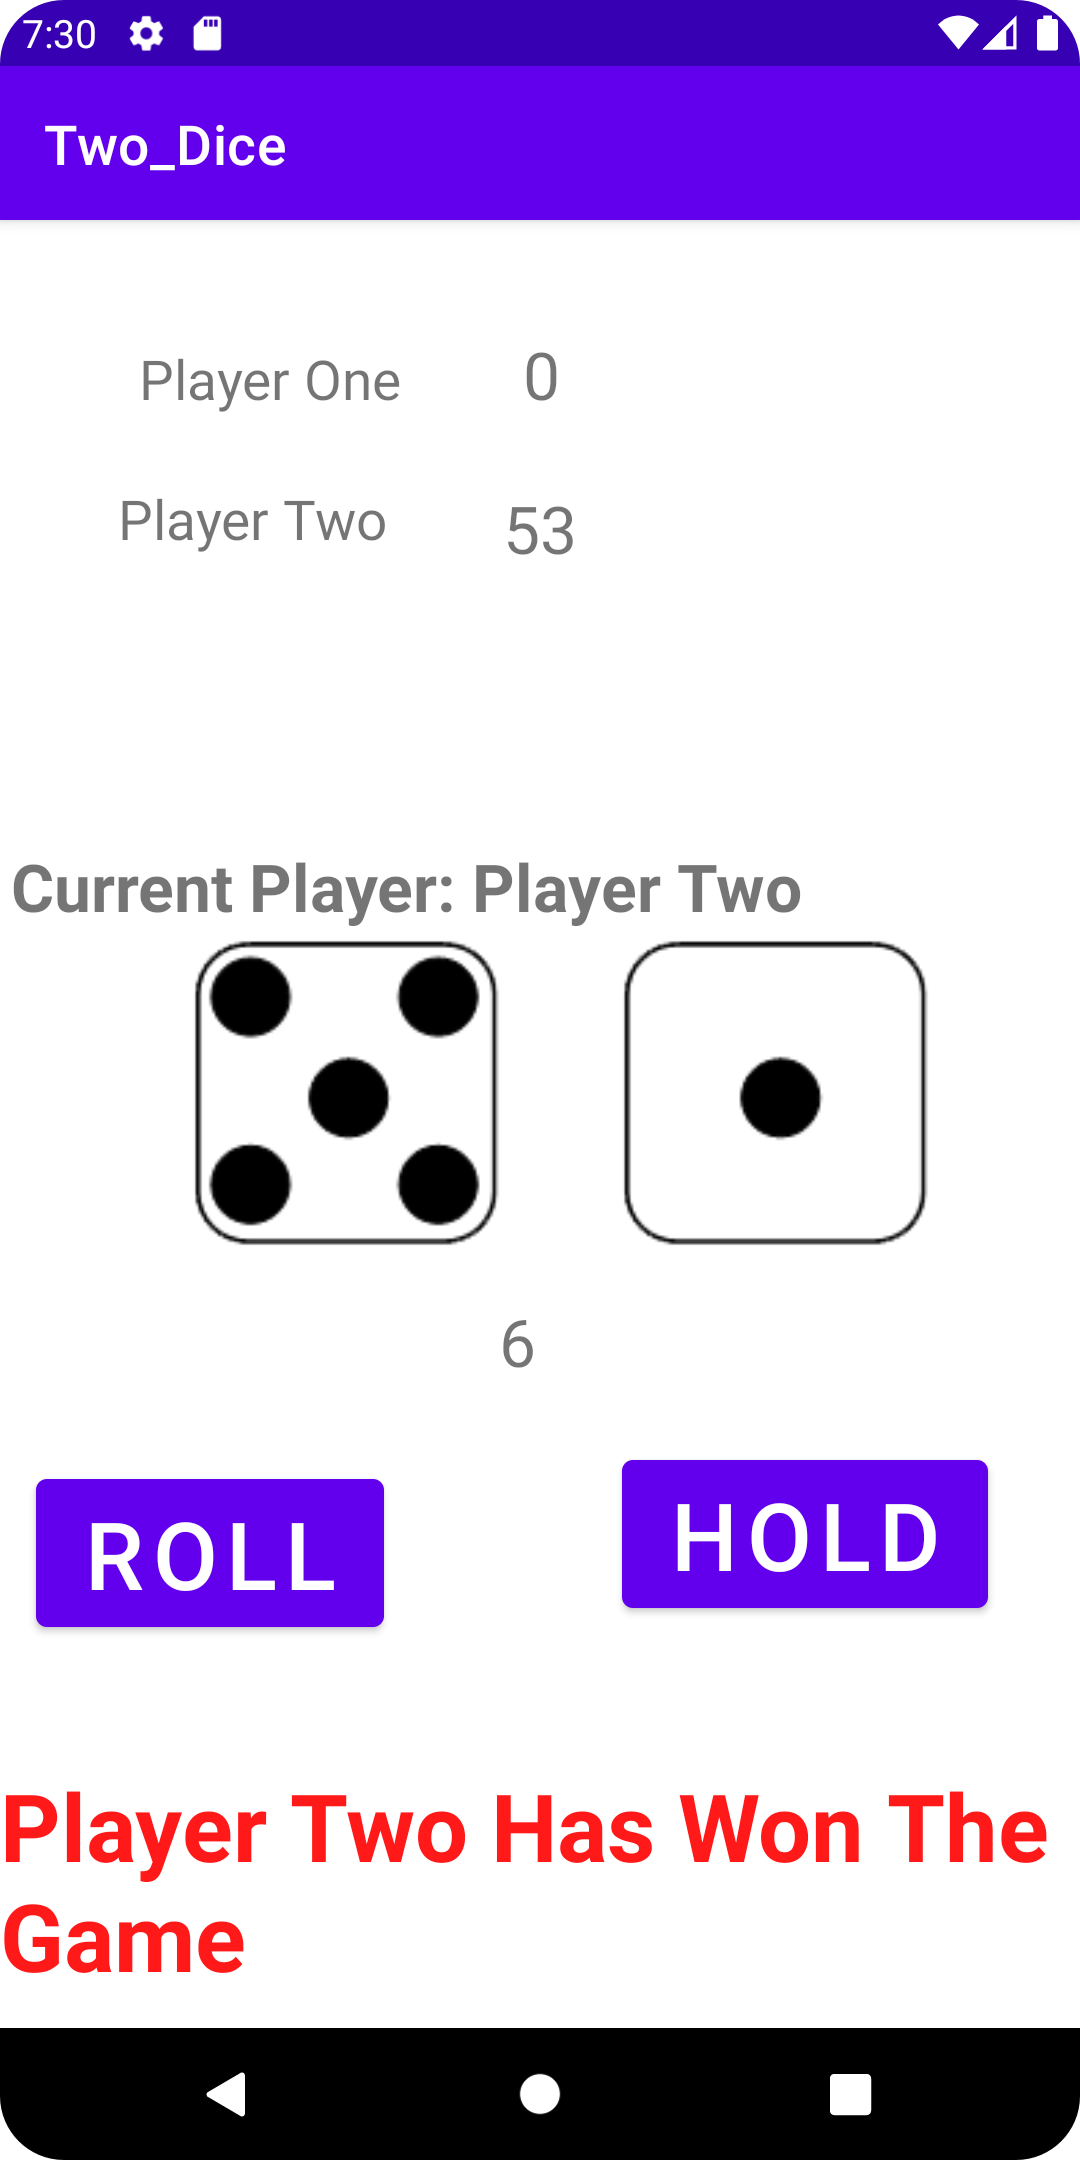 7:30
Two_Dice
Player One 0
Player Two 53
Current Player: Player Two
6
ROLL HOLD
Player Two Has Won The
Game